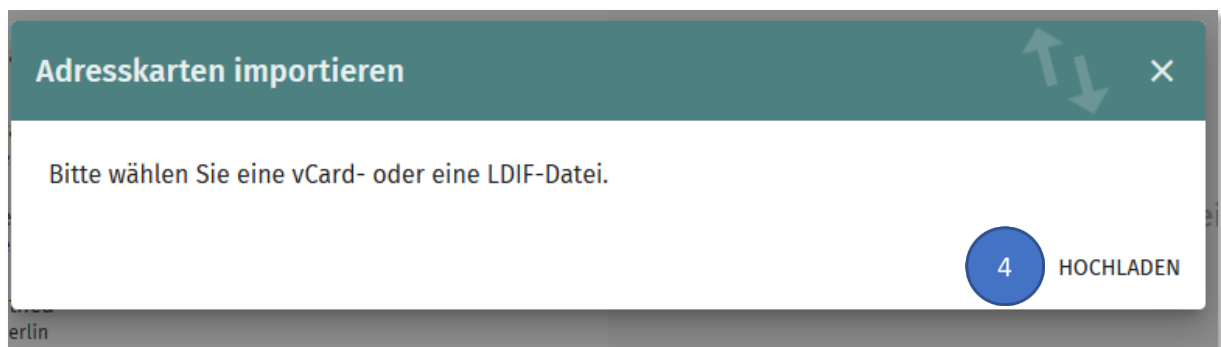 Adresskarten importieren
Bitte wählen Sie eine vCard- oder eine LDIF-Datei.
4 HOCHLADEN
erlin